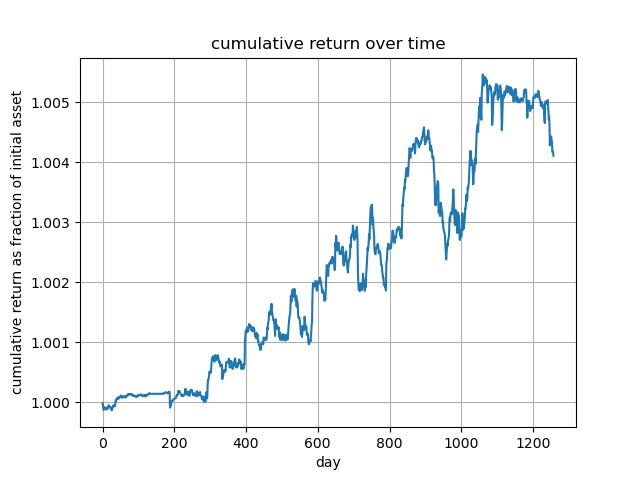 cumulative return over time
cumulative return as fraction of initial asset
1.005
1.004
1.003
1.002
1.001
1.000
0 200 400 600 800 1000 1200
day